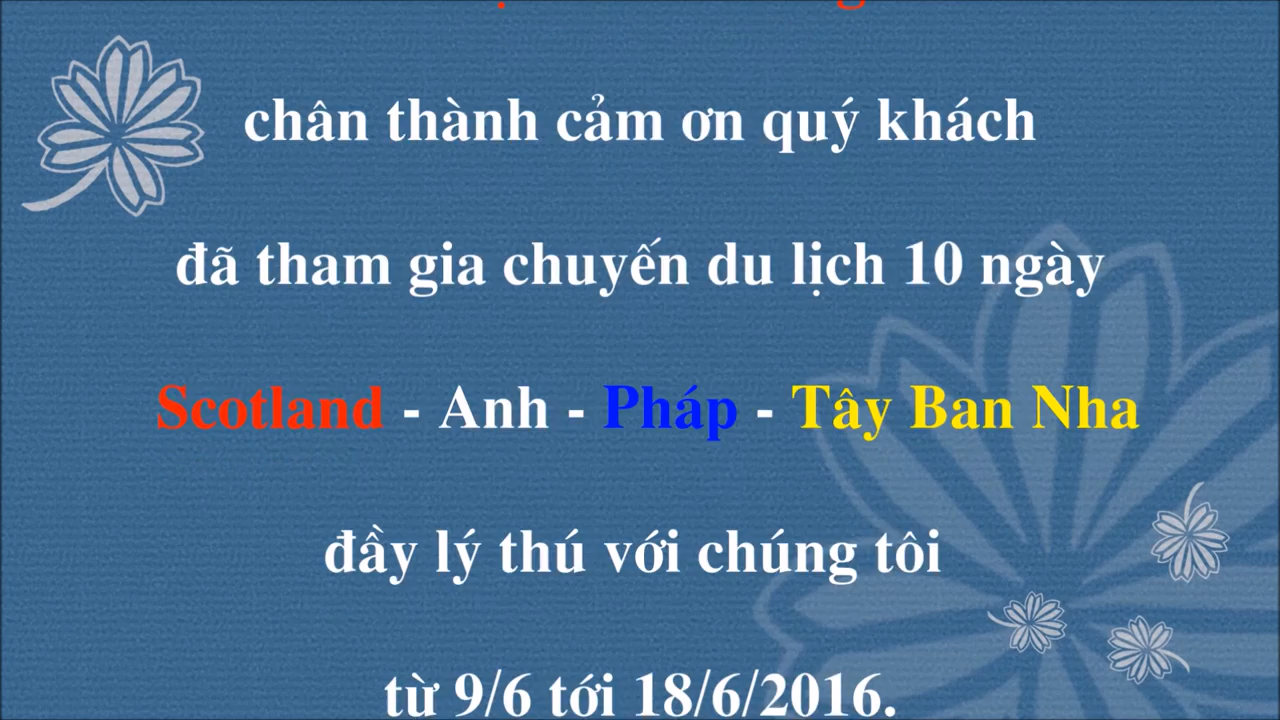 chân thành cảm ơn quý khách
đã tham gia chuyến du lịch 10 ngày
Scotland - Anh - Pháp - Tây Ban Nha
đầy lý thú với chúng tôi
từ 9/6 tới 18/6/2016.